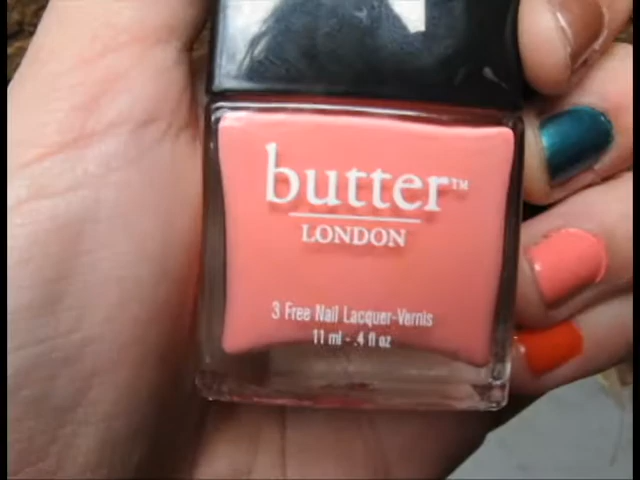 butter™
LONDON
3 Free Nail Lacquer-Vernis
11 ml - .4 fl oz